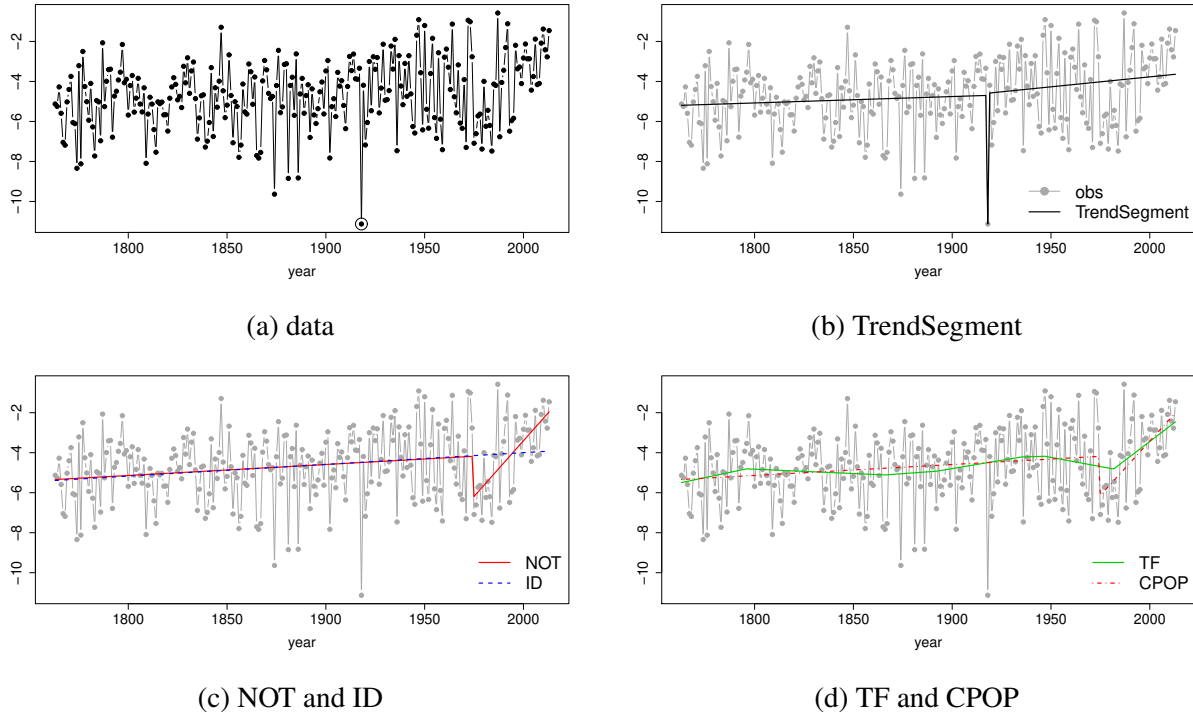 -2
-4
-6
-8
-10
1800 1850 1900 1950 2000
year
(a) data
-2
-4
-6
-8
-10
obs
TrendSegment
1800 1850 1900 1950 2000
year
(b) TrendSegment
-2
-4
-6
-8
-10
NOT
ID
1800 1850 1900 1950 2000
year
(c) NOT and ID
-2
-4
-6
-8
-10
TF
CPOP
1800 1850 1900 1950 2000
year
(d) TF and CPOP